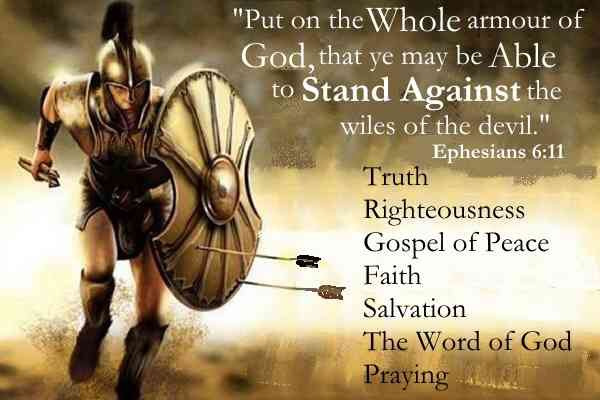 "Put on the Whole armour of
God, that ye may be Able
to Stand Against the
wiles of the devil."
Ephesians 6:11
Truth
Righteousness
Gospel of Peace
Faith
Salvation
The Word of God
Praying